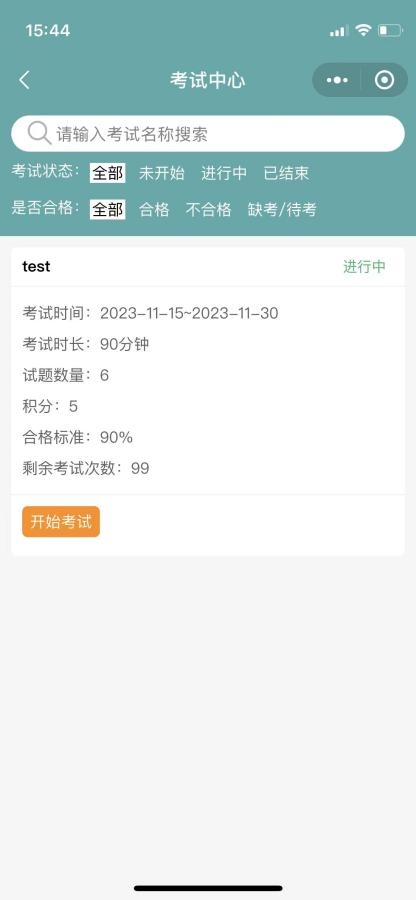 15:44
考试中心
请输入考试名称搜索
考试状态： 全部 未开始 进行中 已结束
是否合格： 全部 合格 不合格 缺考/待考
test 进行中
考试时间：2023-11-15~2023-11-30
考试时长：90分钟
试题数量：6
积分：5
合格标准：90%
剩余考试次数：99
开始考试